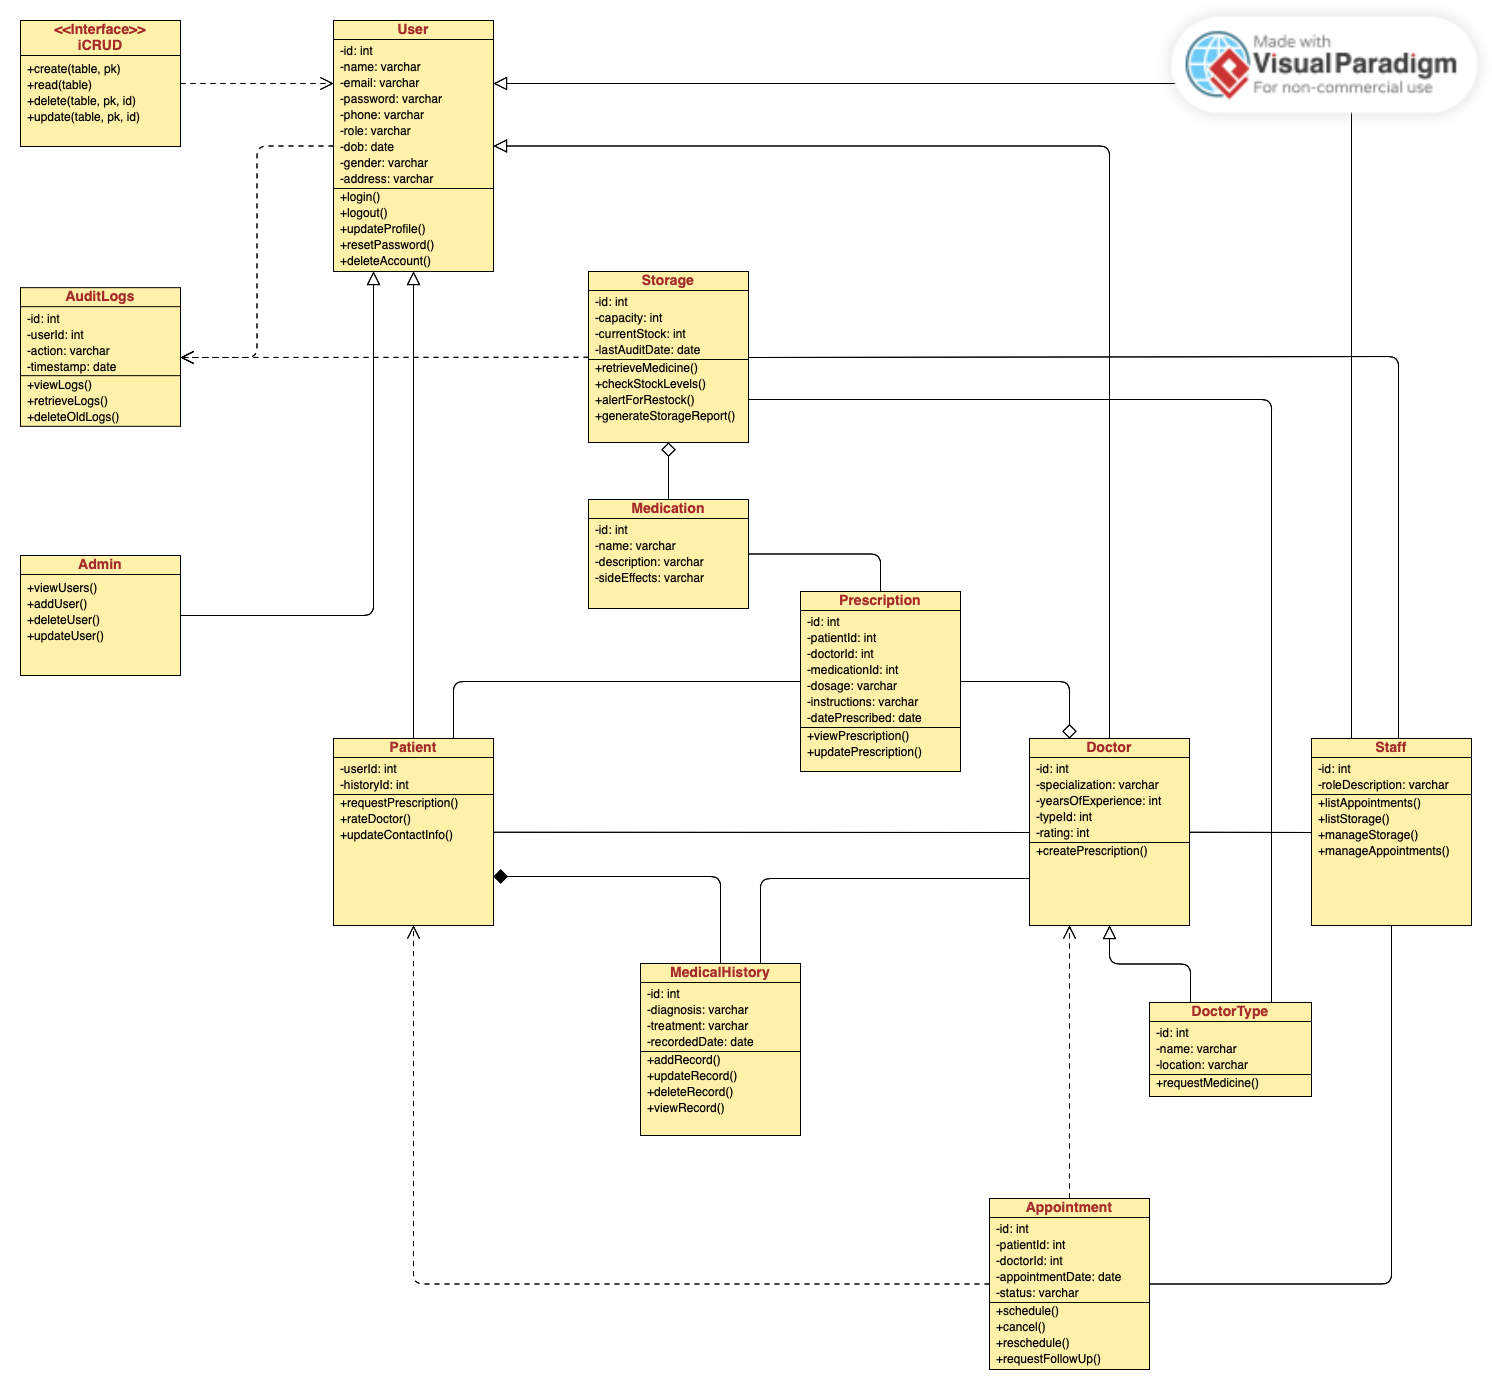 <<Interface>>
iCRUD
+create(table, pk)
+read(table)
+delete(table, pk, id)
+update(table, pk, id)
User
-id: int
-name: varchar
-email: varchar
-password: varchar
-phone: varchar
-role: varchar
-dob: date
-gender: varchar
-address: varchar
+login()
+logout()
+updateProfile()
+resetPassword()
+deleteAccount()
Made with
VisualParadigm
For non-commercial use
AuditLogs
-id: int
-userId: int
-action: varchar
-timestamp: date
+viewLogs()
+retrieveLogs()
+deleteOldLogs()
Storage
-id: int
-capacity: int
-currentStock: int
-lastAuditDate: date
+retrieveMedicine()
+checkStockLevels()
+alertForRestock()
+generateStorageReport()
Medication
-id: int
-name: varchar
-description: varchar
-sideEffects: varchar
Admin
+viewUsers()
+addUser()
+deleteUser()
+updateUser()
Prescription
-id: int
-patientId: int
-doctorId: int
-medicationId: int
-dosage: varchar
-instructions: varchar
-datePrescribed: date
+viewPrescription()
+updatePrescription()
Patient
-userId: int
-historyId: int
+requestPrescription()
+rateDoctor()
+updateContactInfo()
Doctor
-id: int
-specialization: varchar
-yearsOfExperience: int
-typeId: int
-rating: int
+createPrescription()
Staff
-id: int
-roleDescription: varchar
+listAppointments()
+listStorage()
+manageStorage()
+manageAppointments()
MedicalHistory
-id: int
-diagnosis: varchar
-treatment: varchar
-recordedDate: date
+addRecord()
+updateRecord()
+deleteRecord()
+viewRecord()
DoctorType
-id: int
-name: varchar
-location: varchar
+requestMedicine()
Appointment
-id: int
-patientId: int
-doctorId: int
-appointmentDate: date
-status: varchar
+schedule()
+cancel()
+reschedule()
+requestFollowUp()